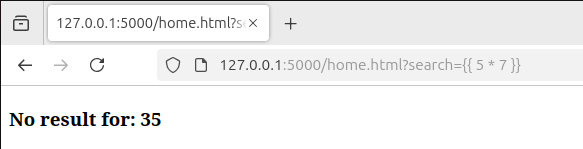 127.0.0.1:5000/home.html?se
127.0.0.1:5000/home.html?search={{ 5 * 7 }}
No result for: 35